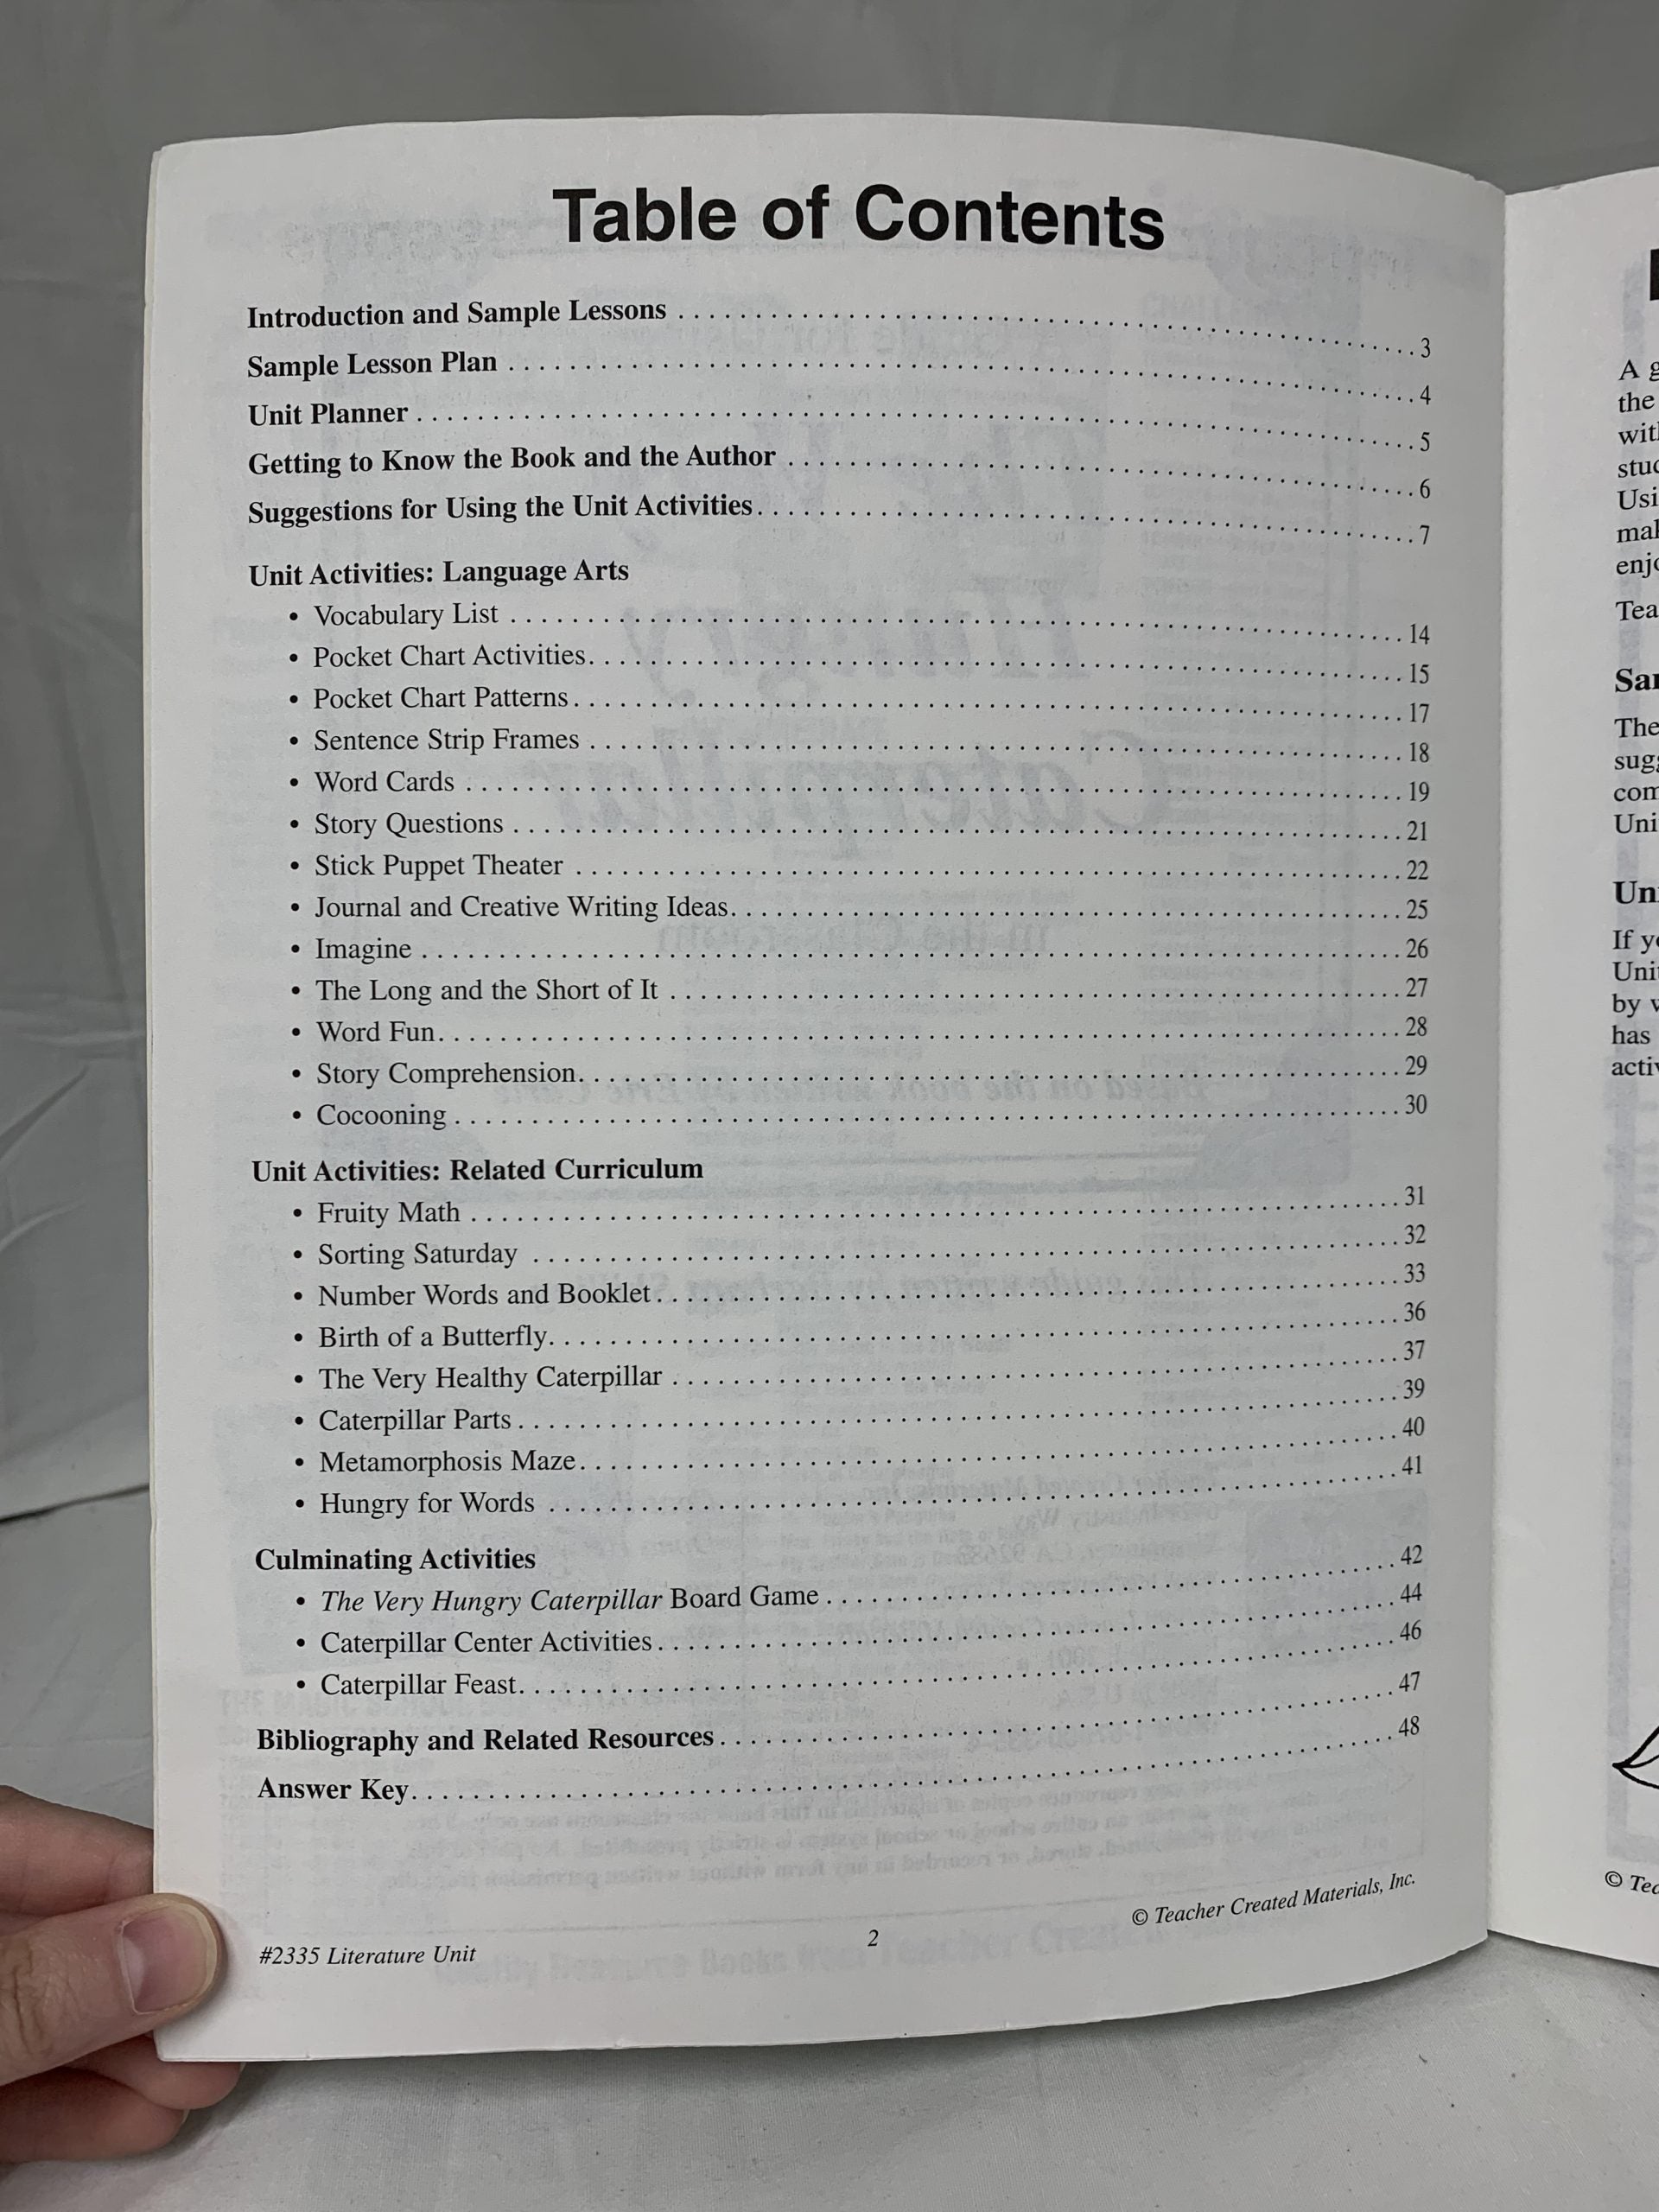 Table of Contents
Introduction and Sample Lessons . . . . . . . . . . 3
Sample Lesson Plan . . . . . . . . . . 4
Unit Planner . . . . . . . . . . 5
Getting to Know the Book and the Author . . . . . . . . . . 6
Suggestions for Using the Unit Activities. . . . . . . . . . 7
Unit Activities: Language Arts
• Vocabulary List . . . . . . . . . . 14
• Pocket Chart Activities. . . . . . . . . . 15
• Pocket Chart Patterns. . . . . . . . . . 17
• Sentence Strip Frames . . . . . . . . . . 18
• Word Cards . . . . . . . . . . 19
• Story Questions . . . . . . . . . . 21
• Stick Puppet Theater . . . . . . . . . . 22
• Journal and Creative Writing Ideas. . . . . . . . . . 25
• Imagine . . . . . . . . . . 26
• The Long and the Short of It . . . . . . . . . . 27
• Word Fun. . . . . . . . . . 28
• Story Comprehension. . . . . . . . . . 29
• Cocooning . . . . . . . . . . 30
Unit Activities: Related Curriculum
• Fruity Math . . . . . . . . . . 31
• Sorting Saturday . . . . . . . . . . 32
• Number Words and Booklet. . . . . . . . . . 33
• Birth of a Butterfly. . . . . . . . . . 36
• The Very Healthy Caterpillar . . . . . . . . . . 37
• Caterpillar Parts . . . . . . . . . . 39
• Metamorphosis Maze. . . . . . . . . . 40
• Hungry for Words . . . . . . . . . . 41
Culminating Activities
• The Very Hungry Caterpillar Board Game . . . . . . . . . . 42
• Caterpillar Center Activities . . . . . . . . . . 44
• Caterpillar Feast. . . . . . . . . . 46
Bibliography and Related Resources . . . . . . . . . . 47
Answer Key. . . . . . . . . . 48
#2335 Literature Unit
2
© Teacher Created Materials, Inc.
A
the
The
If
by
has
©